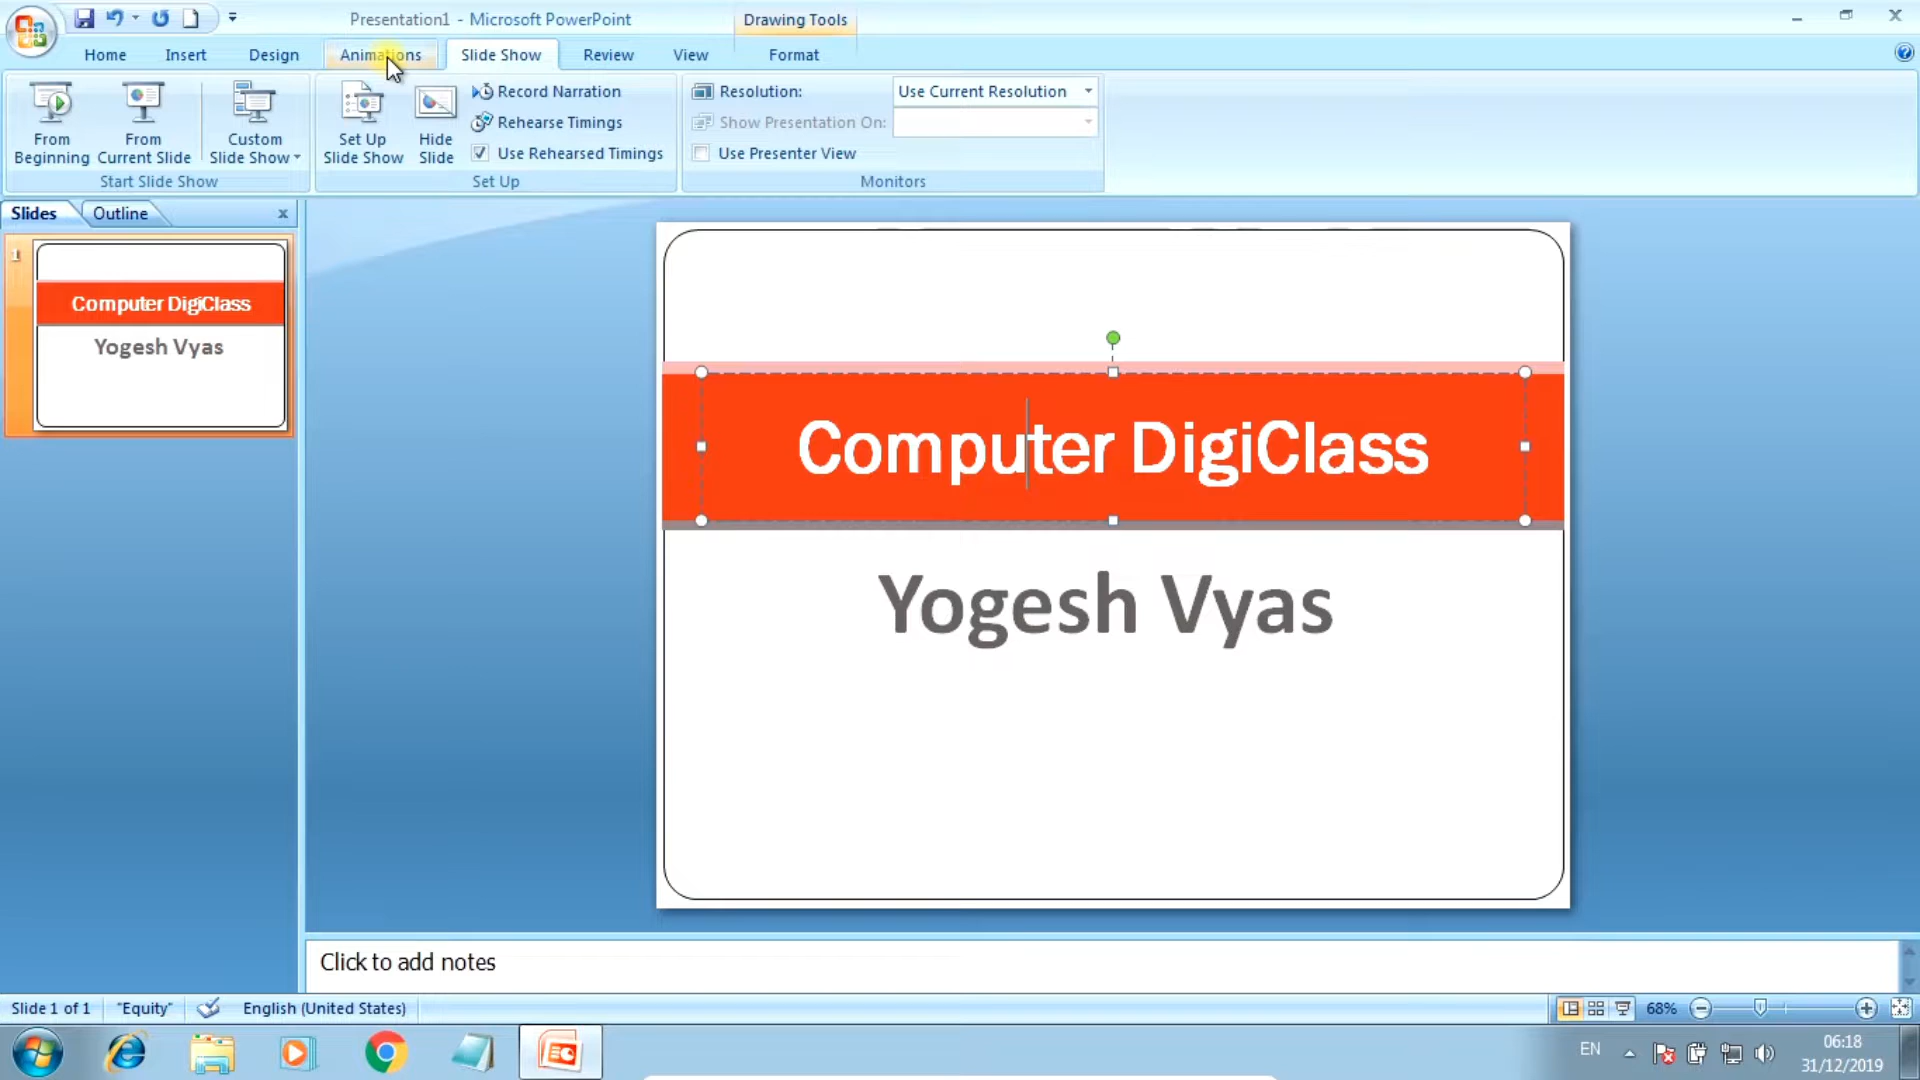 Presentation1 - Microsoft PowerPoint
Drawing Tools
Home
Insert
Design
Animations
Slide Show
Review
View
Format
From Beginning
From Current Slide
Custom Slide Show
Start Slide Show
Set Up Slide Show
Hide Slide
Record Narration
Rehearse Timings
Use Rehearsed Timings
Set Up
Resolution:
Use Current Resolution
Show Presentation On:
Use Presenter View
Monitors
Slides
Outline
1
Computer DigiClass
Yogesh Vyas
Computer DigiClass
Yogesh Vyas
Click to add notes
Slide 1 of 1
"Equity"
English (United States)
68%
EN
06:18
31/12/2019